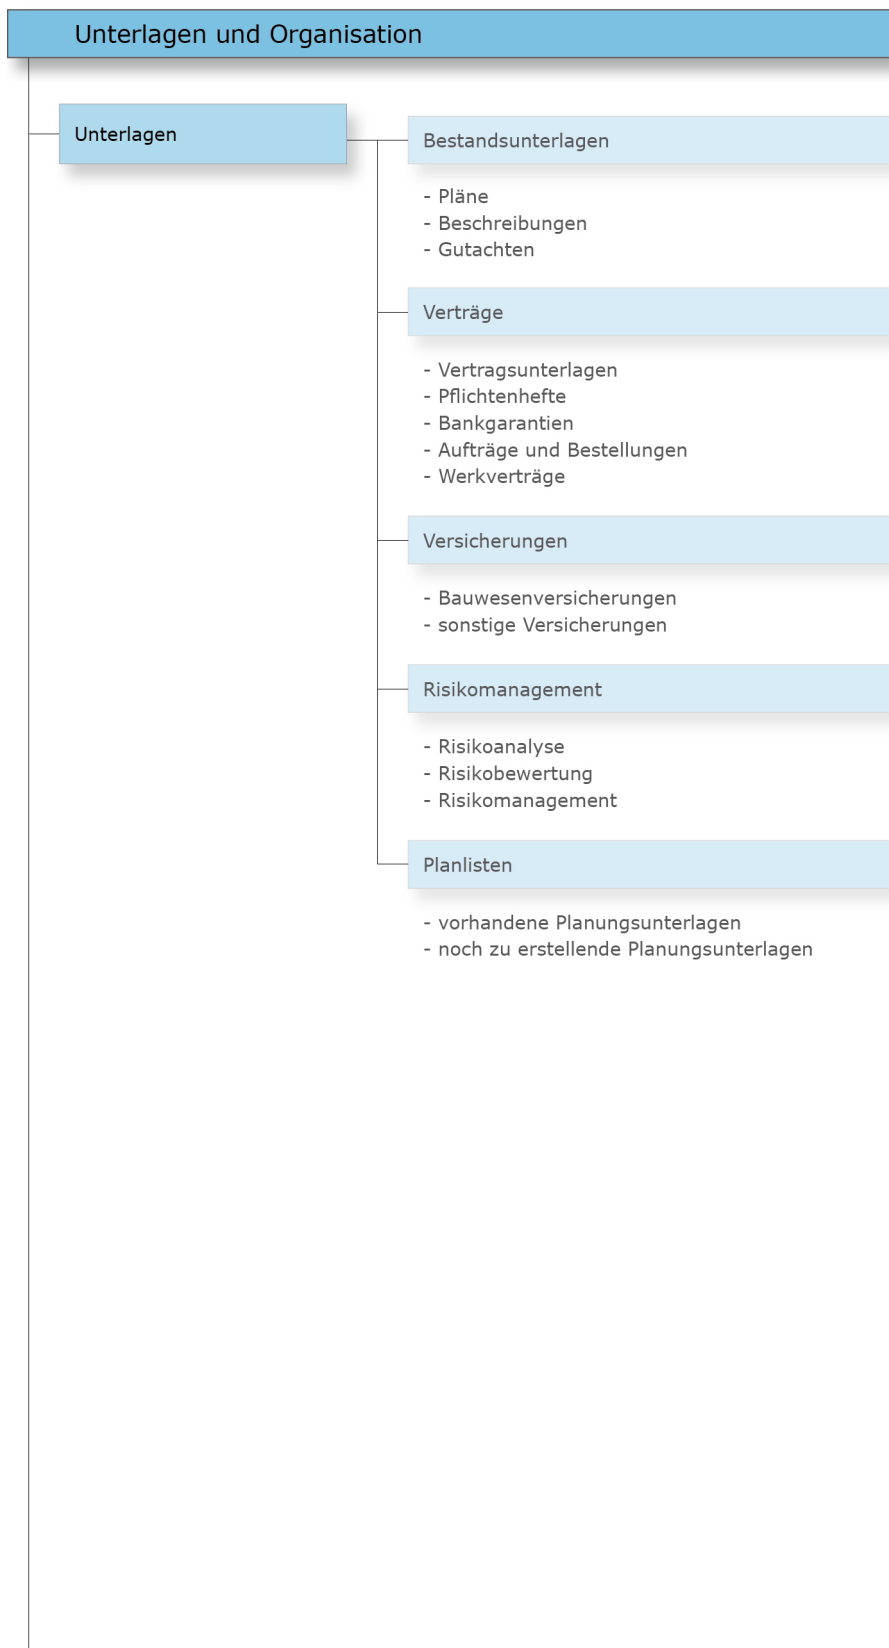 Unterlagen und Organisation
Unterlagen
Bestandsunterlagen
- Pläne
- Beschreibungen
- Gutachten
Verträge
- Vertragsunterlagen
- Pflichtenhefte
- Bankgarantien
- Aufträge und Bestellungen
- Werkverträge
Versicherungen
- Bauwesenversicherungen
- sonstige Versicherungen
Risikomanagement
- Risikoanalyse
- Risikobewertung
- Risikomanagement
Planlisten
- vorhandene Planungsunterlagen
- noch zu erstellende Planungsunterlagen